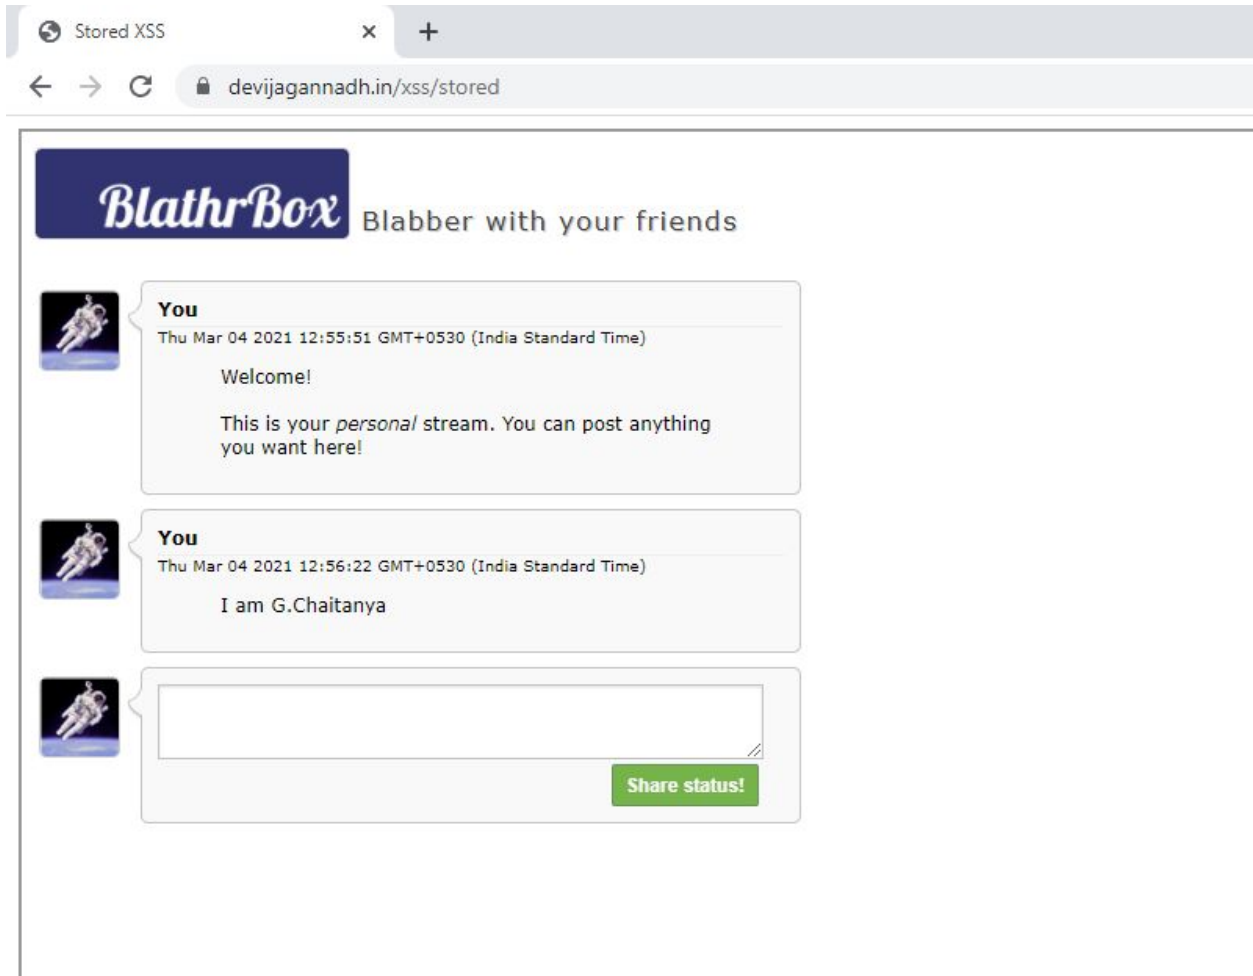 Stored XSS
devijagannadh.in/xss/stored
BlathrBox Blabber with your friends
You
Thu Mar 04 2021 12:55:51 GMT+0530 (India Standard Time)
Welcome!
This is your personal stream. You can post anything
you want here!
You
Thu Mar 04 2021 12:56:22 GMT+0530 (India Standard Time)
I am G.Chaitanya
Share status!